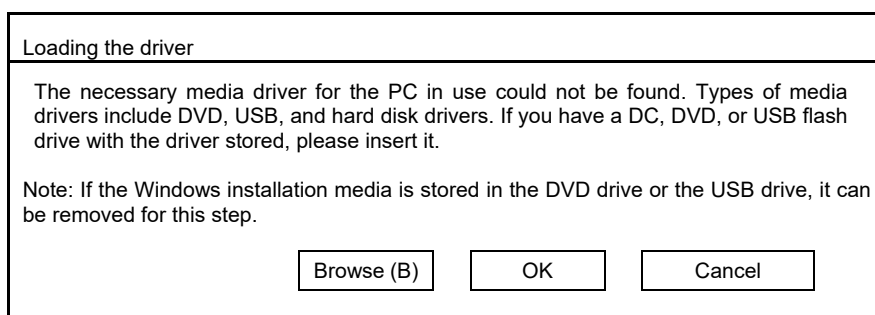 Loading the driver
The necessary media driver for the PC in use could not be found. Types of media
drivers include DVD, USB, and hard disk drivers. If you have a DC, DVD, or USB flash
drive with the driver stored, please insert it.
Note: If the Windows installation media is stored in the DVD drive or the USB drive, it can
be removed for this step.
Browse (B) OK Cancel